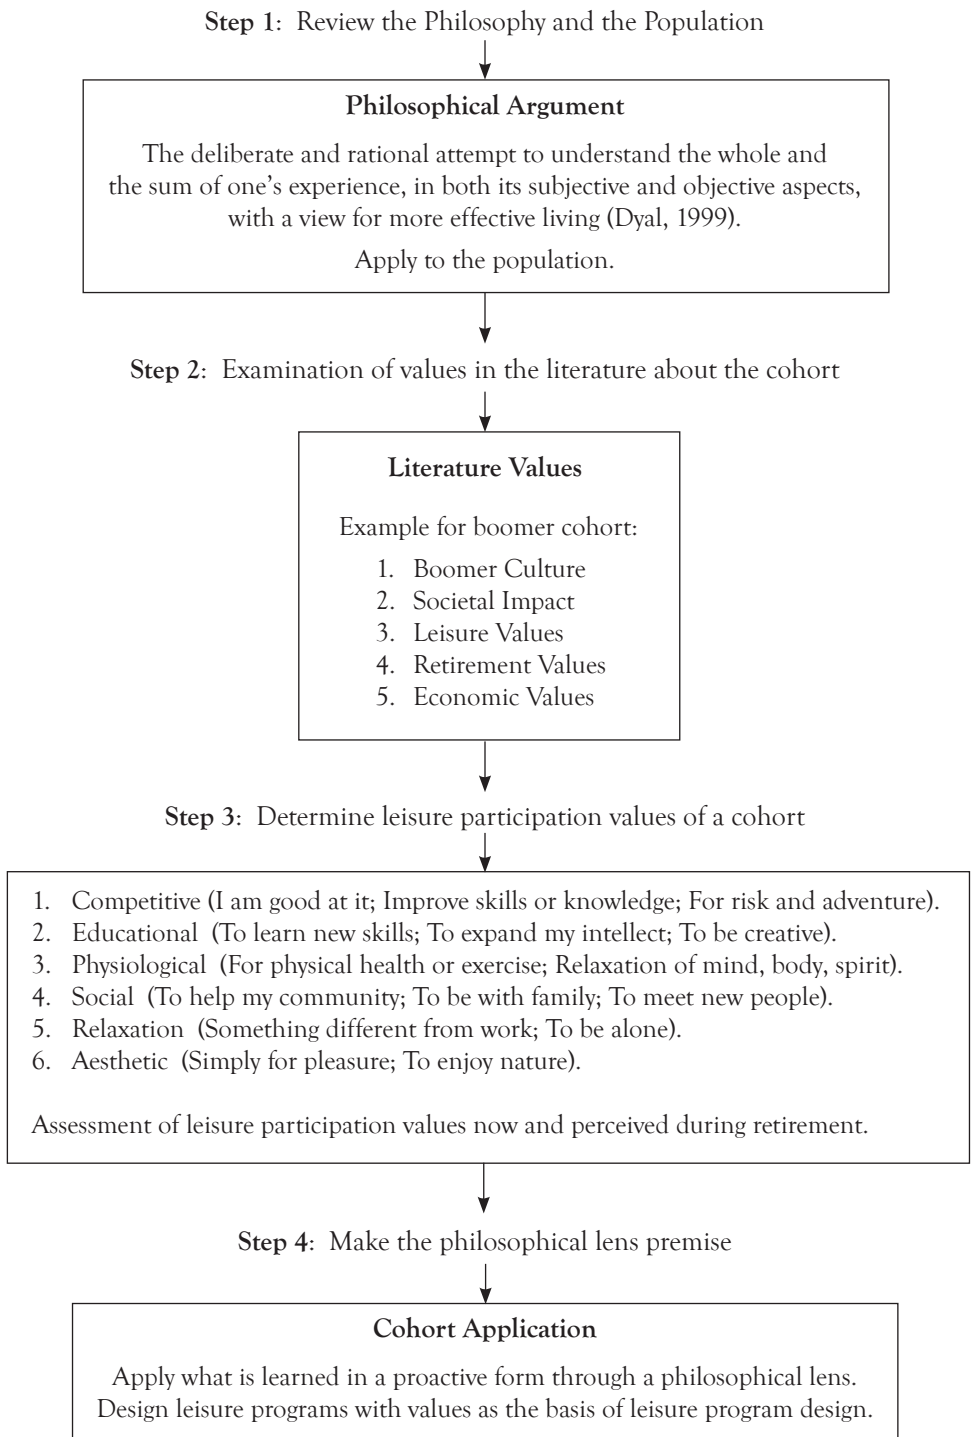 Step 1: Review the Philosophy and the Population
Philosophical Argument
The deliberate and rational attempt to understand the whole and
the sum of one's experience, in both its subjective and objective aspects,
with a view for more effective living (Dyal, 1999).
Apply to the population.
Step 2: Examination of values in the literature about the cohort
Literature Values
Example for boomer cohort:
1. Boomer Culture
2. Societal Impact
3. Leisure Values
4. Retirement Values
5. Economic Values
Step 3: Determine leisure participation values of a cohort
1. Competitive (I am good at it; Improve skills or knowledge; For risk and adventure).
2. Educational (To learn new skills; To expand my intellect; To be creative).
3. Physiological (For physical health or exercise; Relaxation of mind, body, spirit).
4. Social (To help my community; To be with family; To meet new people).
5. Relaxation (Something different from work; To be alone).
6. Aesthetic (Simply for pleasure; To enjoy nature).
Assessment of leisure participation values now and perceived during retirement.
Step 4: Make the philosophical lens premise
Cohort Application
Apply what is learned in a proactive form through a philosophical lens.
Design leisure programs with values as the basis of leisure program design.